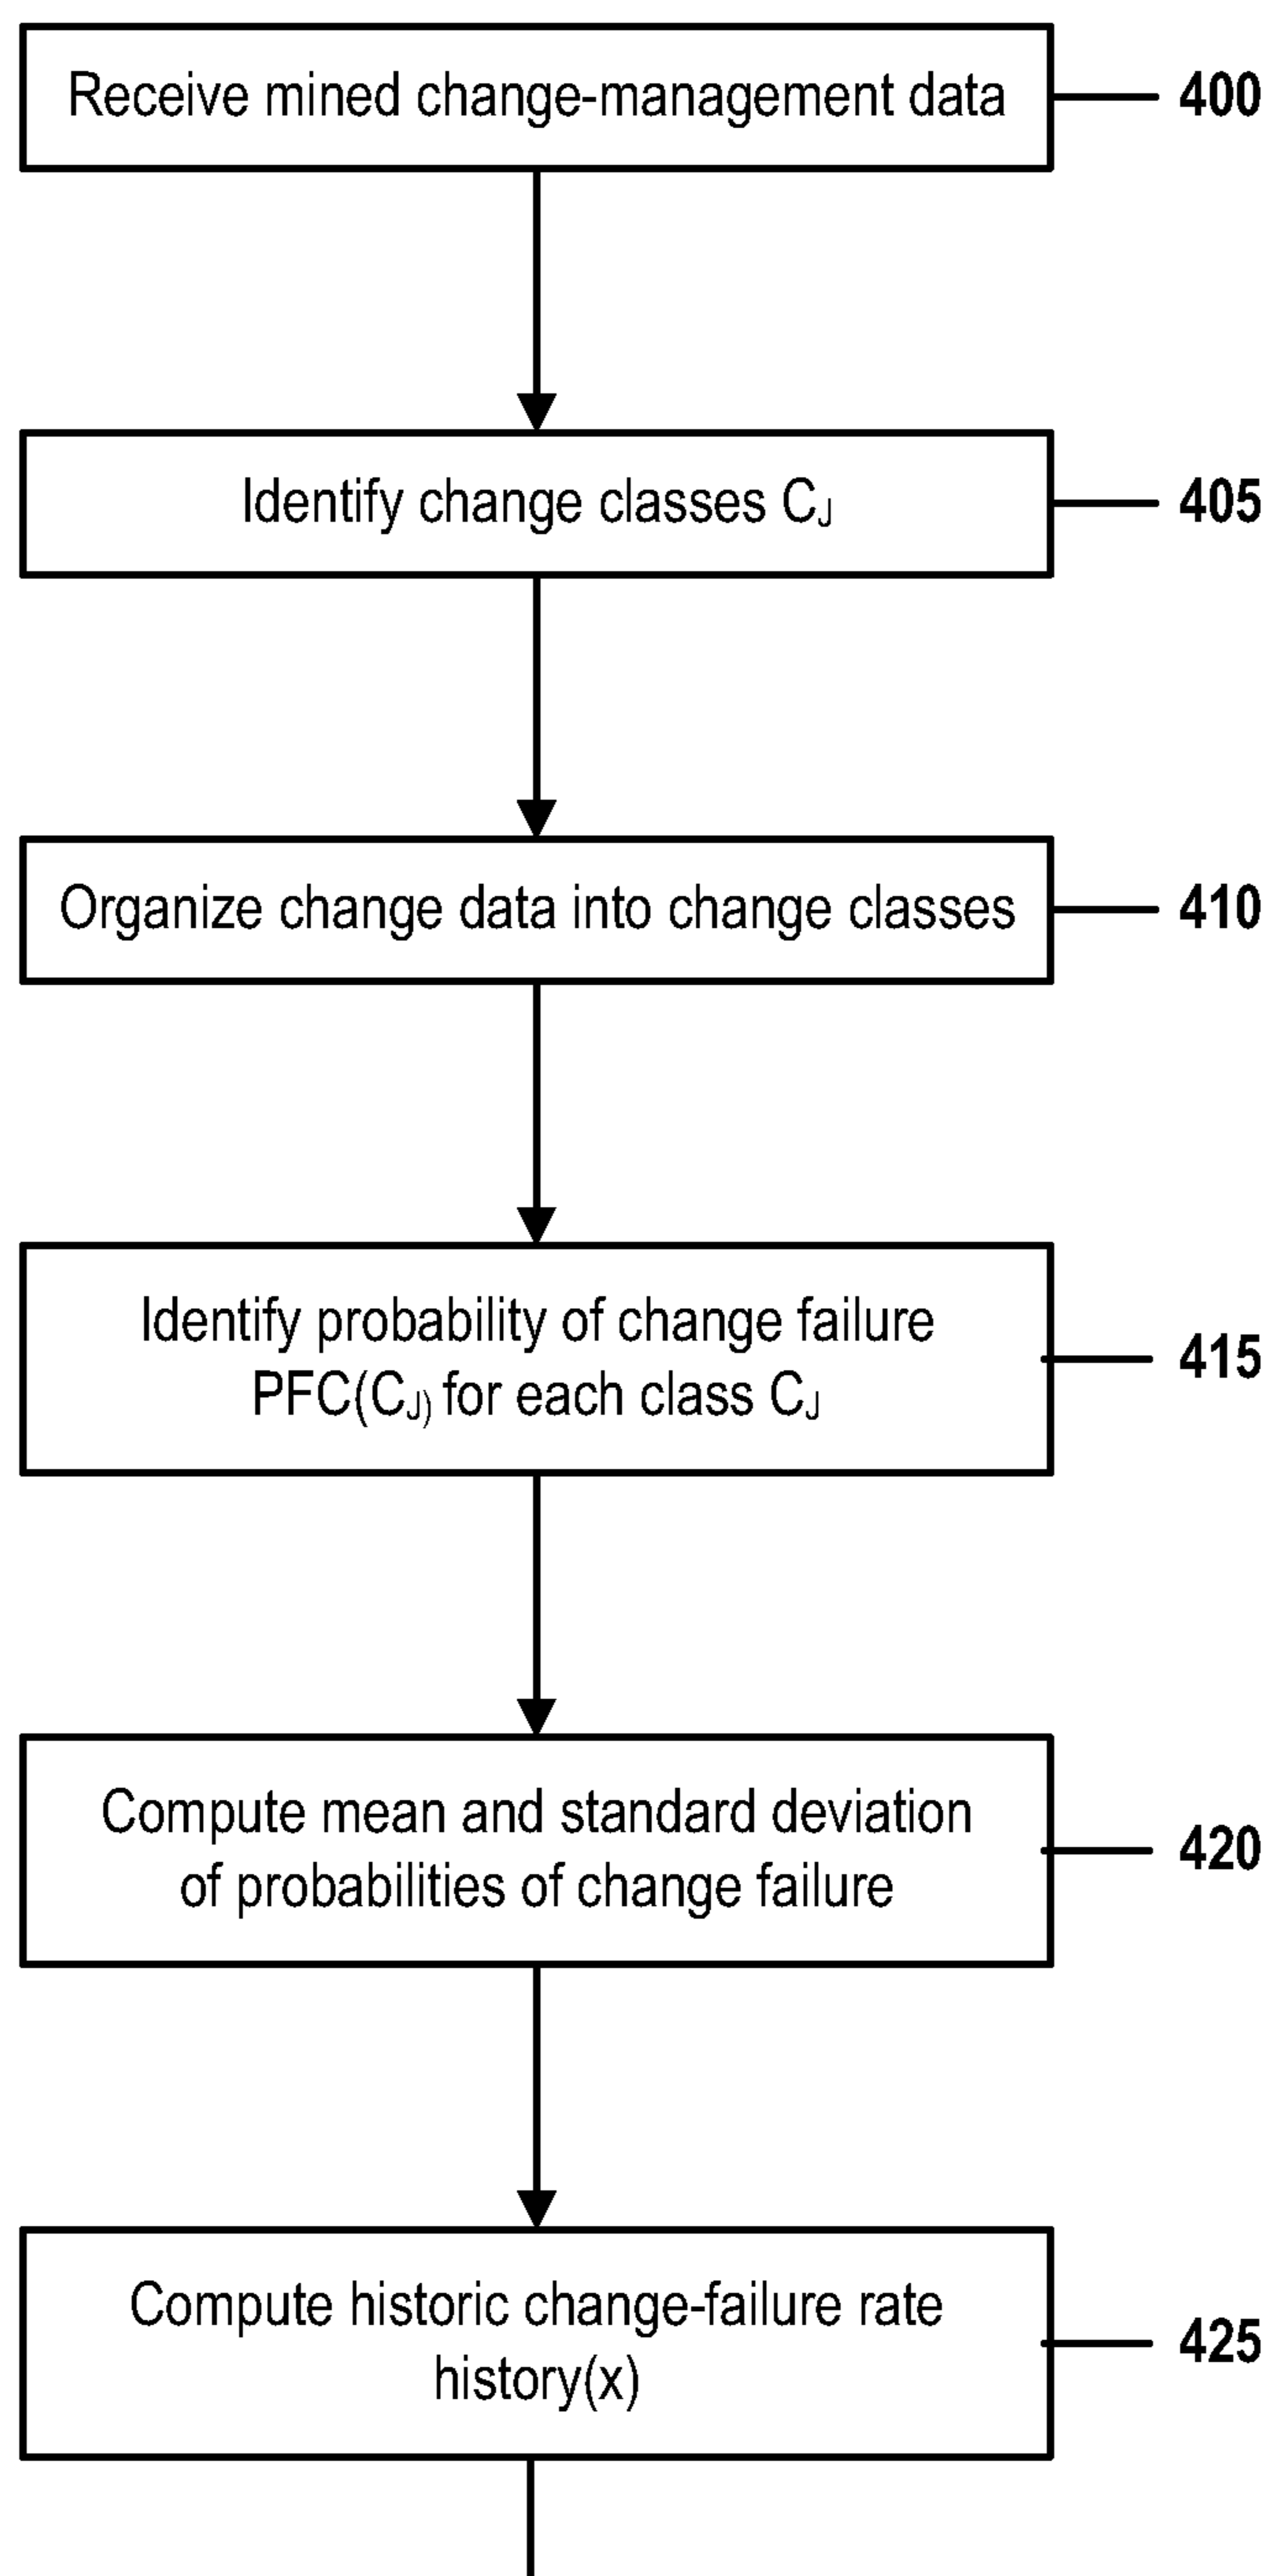 Receive mined change-management data
400
Identify change classes CJ
405
Organize change data into change classes
410
Identify probability of change failure
PFC(CJ) for each class CJ
415
Compute mean and standard deviation
of probabilities of change failure
420
Compute historic change-failure rate
history(x)
425